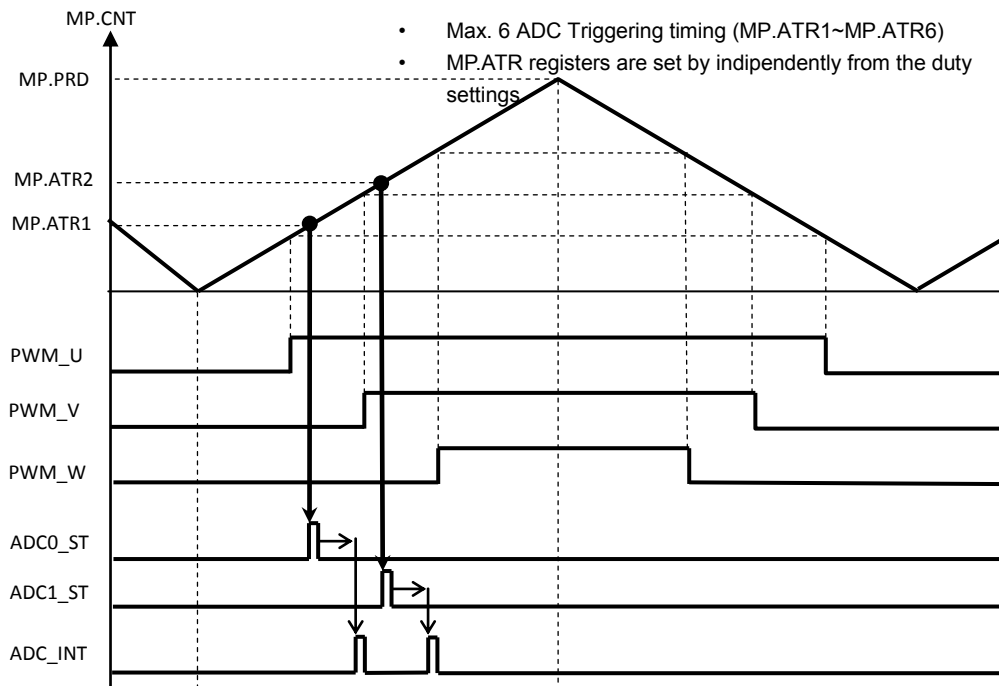 MP.CNT
• Max. 6 ADC Triggering timing (MP.ATR1~MP.ATR6)
• MP.ATR registers are set by indipendently from the duty
settings
MP.PRD
MP.ATR2
MP.ATR1
PWM_U
PWM_V
PWM_W
ADC0_ST
ADC1_ST
ADC_INT